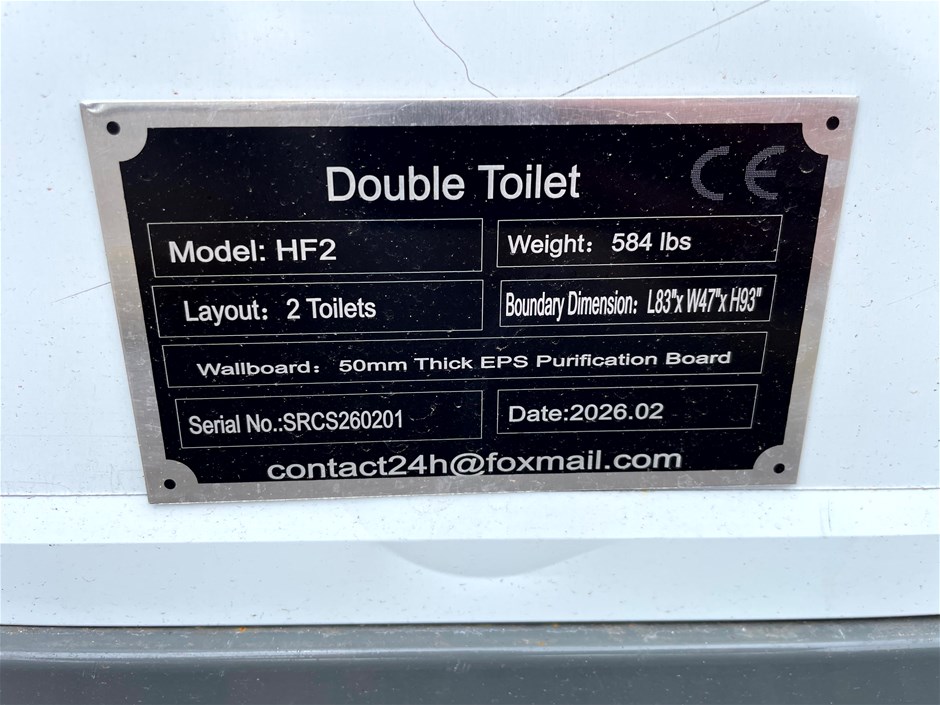 Double Toilet
CE
Model: HF2
Weight: 584 lbs
Layout: 2 Toilets
Boundary Dimension: L83"x W47"x H93"
Wallboard: 50mm Thick EPS Purification Board
Serial No.:SRCS260201
Date:2026.02
contact24h@foxmail.com